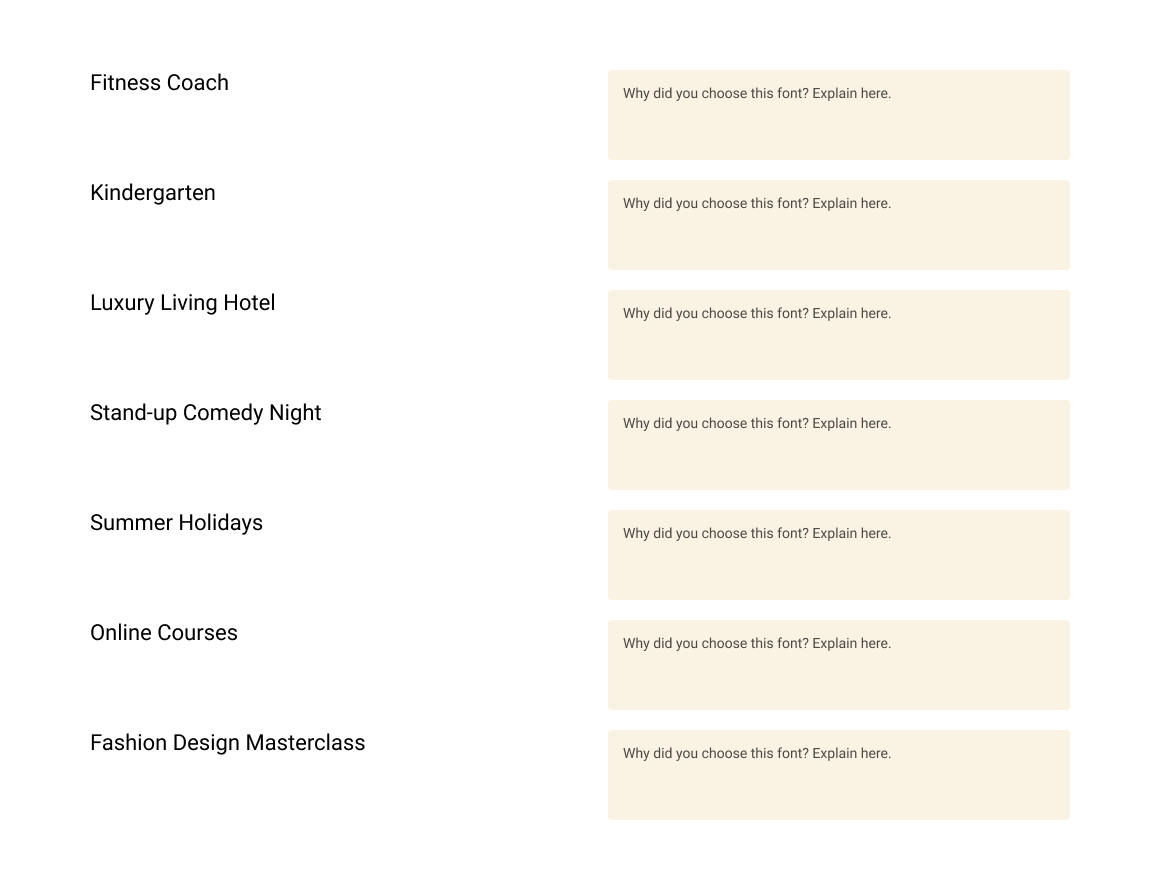 Fitness Coach
Why did you choose this font? Explain here.
Kindergarten
Why did you choose this font? Explain here.
Luxury Living Hotel
Why did you choose this font? Explain here.
Stand-up Comedy Night
Why did you choose this font? Explain here.
Summer Holidays
Why did you choose this font? Explain here.
Online Courses
Why did you choose this font? Explain here.
Fashion Design Masterclass
Why did you choose this font? Explain here.